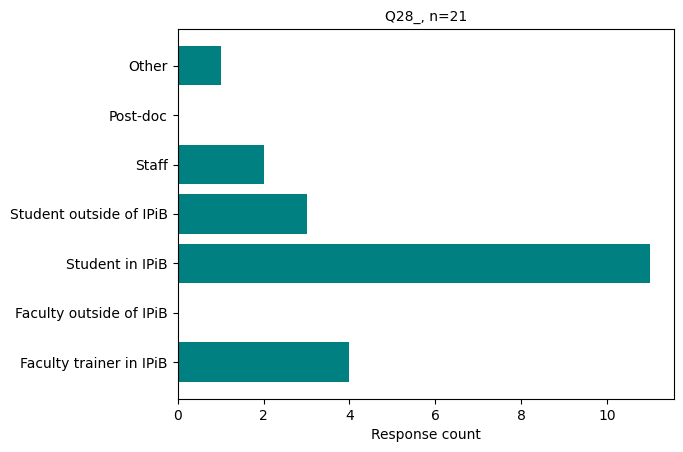 Q28_, n=21
Other
Post-doc
Staff
Student outside of IPiB
Student in IPiB
Faculty outside of IPiB
Faculty trainer in IPiB
0 2 4 6 8 10
Response count